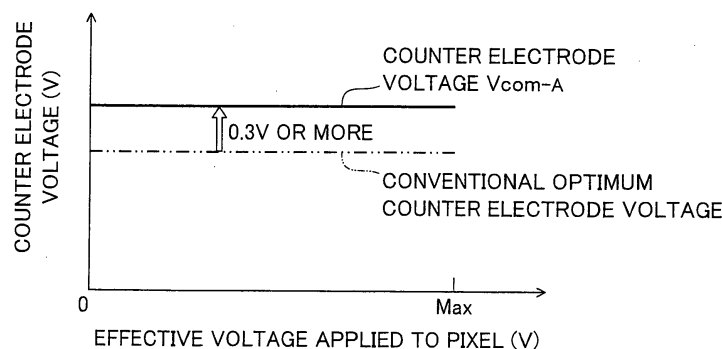 COUNTER ELECTRODE
VOLTAGE (V)
COUNTER ELECTRODE
VOLTAGE Vcom-A
0.3V OR MORE
CONVENTIONAL OPTIMUM
COUNTER ELECTRODE VOLTAGE
0
Max
EFFECTIVE VOLTAGE APPLIED TO PIXEL (V)